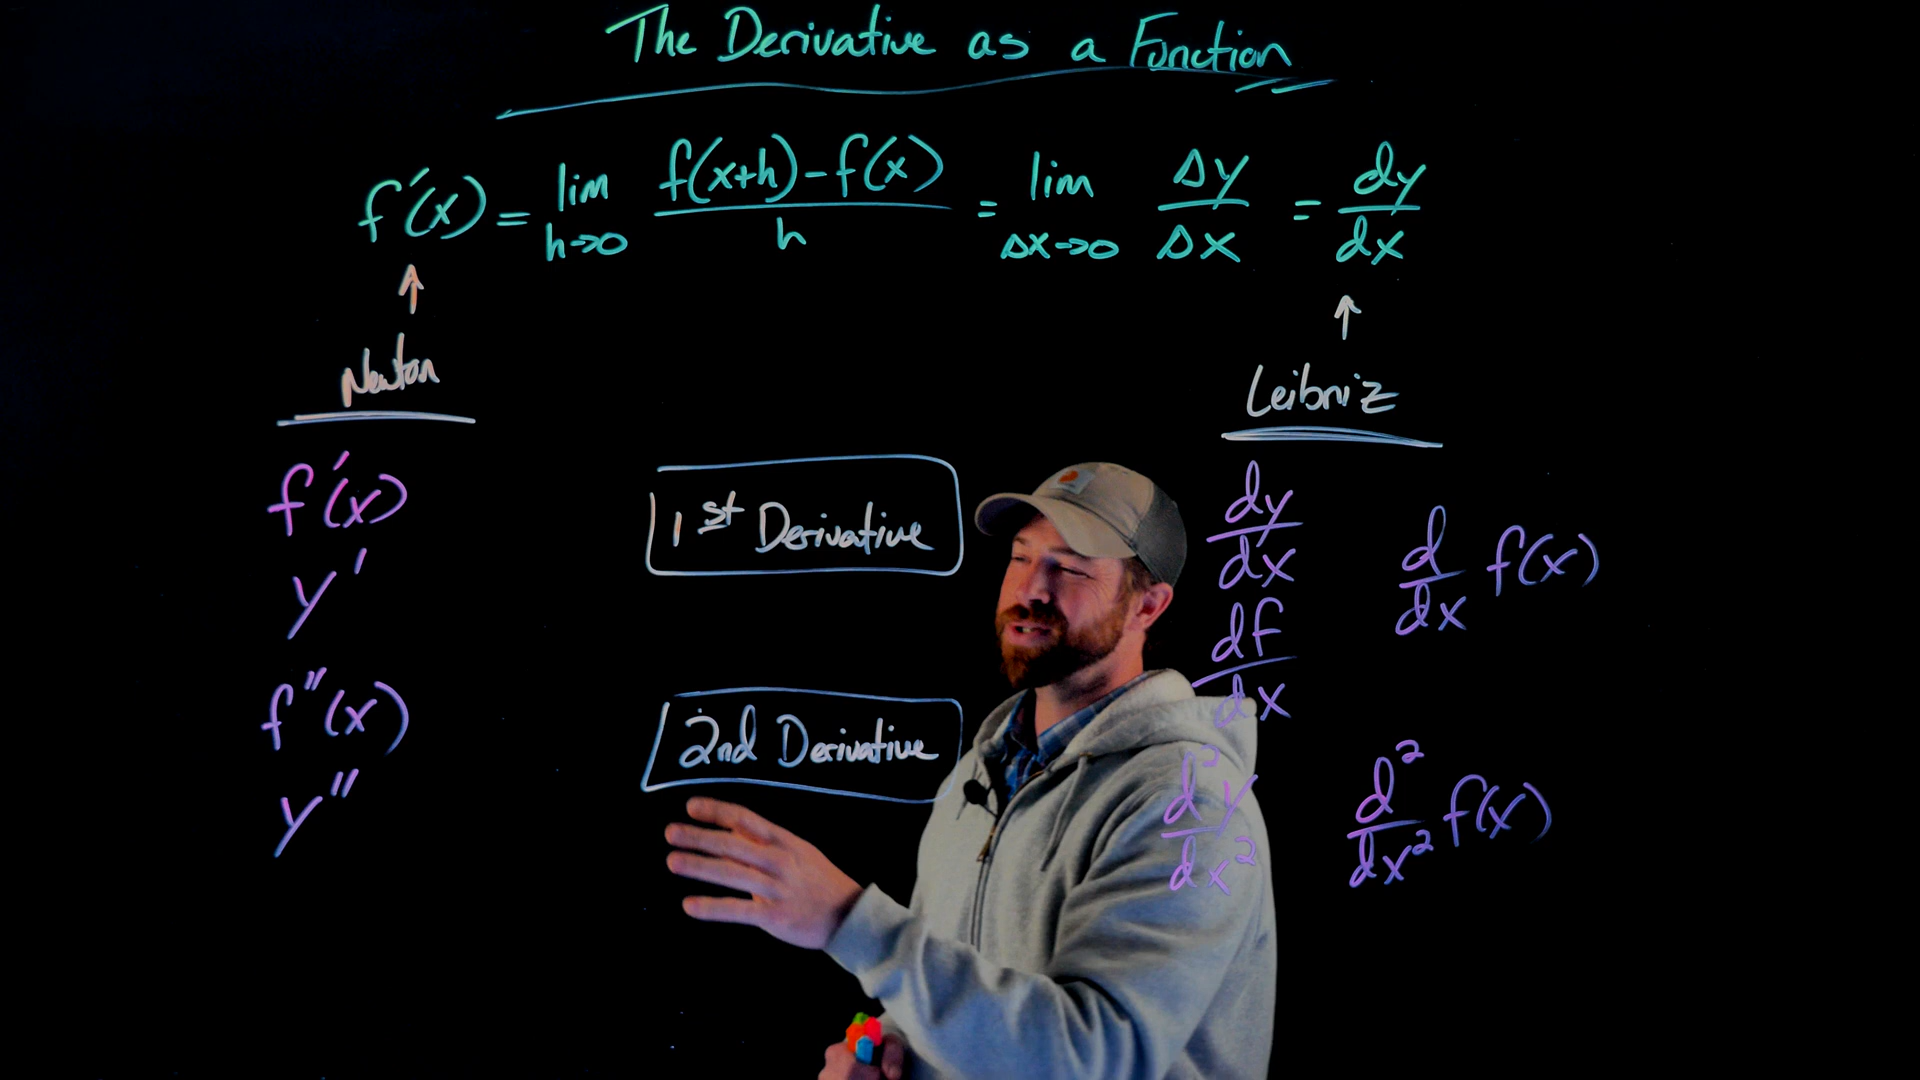 The Derivative as a Function
f'(x) = lim h→0 f(x+h)-f(x) / h = lim Δx→0 Δy/Δx = dy/dx
↑ ↑
Newton
Leibniz
f'(x)
1st Derivative
dy/dx
d/dx f(x)
y'
df/dx
f''(x)
2nd Derivative
d²y/dx²
d²/dx² f(x)
y''